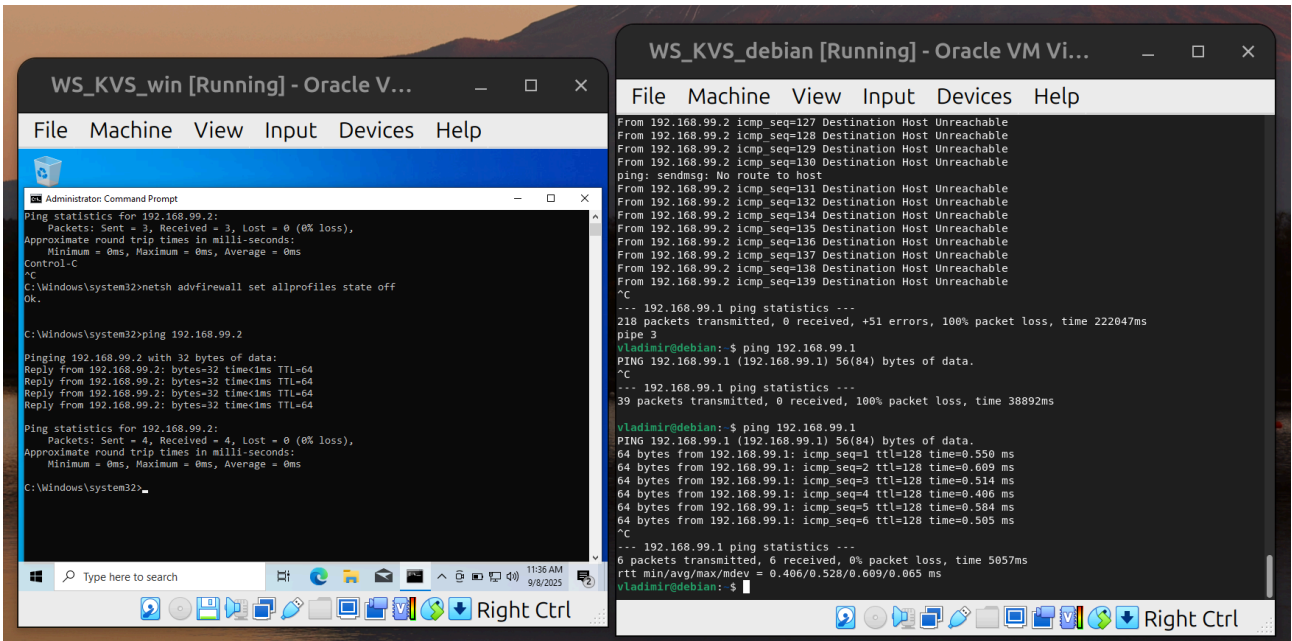 WS_KVS_win [Running] - Oracle V...
File Machine View Input Devices Help
Administrator: Command Prompt
Ping statistics for 192.168.99.2:
Packets: Sent = 3, Received = 3, Lost = 0 (0% loss),
Approximate round trip times in milli-seconds:
Minimum = 0ms, Maximum = 0ms, Average = 0ms
Control-C
^C
C:\Windows\system32>netsh advfirewall set allprofiles state off
Ok.
C:\Windows\system32>ping 192.168.99.2
Pinging 192.168.99.2 with 32 bytes of data:
Reply from 192.168.99.2: bytes=32 time<1ms TTL=64
Reply from 192.168.99.2: bytes=32 time<1ms TTL=64
Reply from 192.168.99.2: bytes=32 time<1ms TTL=64
Reply from 192.168.99.2: bytes=32 time<1ms TTL=64
Ping statistics for 192.168.99.2:
Packets: Sent = 4, Received = 4, Lost = 0 (0% loss),
Approximate round trip times in milli-seconds:
Minimum = 0ms, Maximum = 0ms, Average = 0ms
C:\Windows\system32>_
Type here to search
11:36 AM
9/8/2025
2
Right Ctrl
WS_KVS_debian [Running] - Oracle VM Vi...
File Machine View Input Devices Help
From 192.168.99.2 icmp_seq=127 Destination Host Unreachable
From 192.168.99.2 icmp_seq=128 Destination Host Unreachable
From 192.168.99.2 icmp_seq=129 Destination Host Unreachable
From 192.168.99.2 icmp_seq=130 Destination Host Unreachable
ping: sendmsg: No route to host
From 192.168.99.2 icmp_seq=131 Destination Host Unreachable
From 192.168.99.2 icmp_seq=132 Destination Host Unreachable
From 192.168.99.2 icmp_seq=134 Destination Host Unreachable
From 192.168.99.2 icmp_seq=135 Destination Host Unreachable
From 192.168.99.2 icmp_seq=136 Destination Host Unreachable
From 192.168.99.2 icmp_seq=137 Destination Host Unreachable
From 192.168.99.2 icmp_seq=138 Destination Host Unreachable
From 192.168.99.2 icmp_seq=139 Destination Host Unreachable
^C
--- 192.168.99.1 ping statistics ---
218 packets transmitted, 0 received, +51 errors, 100% packet loss, time 222047ms
pipe 3
vladimir@debian:~$ ping 192.168.99.1
PING 192.168.99.1 (192.168.99.1) 56(84) bytes of data.
^C
--- 192.168.99.1 ping statistics ---
39 packets transmitted, 0 received, 100% packet loss, time 38892ms
vladimir@debian:~$ ping 192.168.99.1
PING 192.168.99.1 (192.168.99.1) 56(84) bytes of data.
64 bytes from 192.168.99.1: icmp_seq=1 ttl=128 time=0.550 ms
64 bytes from 192.168.99.1: icmp_seq=2 ttl=128 time=0.609 ms
64 bytes from 192.168.99.1: icmp_seq=3 ttl=128 time=0.514 ms
64 bytes from 192.168.99.1: icmp_seq=4 ttl=128 time=0.406 ms
64 bytes from 192.168.99.1: icmp_seq=5 ttl=128 time=0.584 ms
64 bytes from 192.168.99.1: icmp_seq=6 ttl=128 time=0.505 ms
^C
--- 192.168.99.1 ping statistics ---
6 packets transmitted, 6 received, 0% packet loss, time 5057ms
rtt min/avg/max/mdev = 0.406/0.528/0.609/0.065 ms
vladimir@debian:~$
Right Ctrl